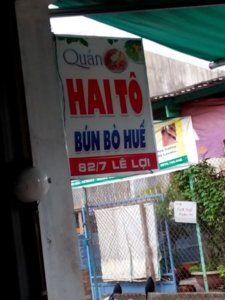 Quán
HAI TÔ
BÚN BÒ HUẾ
82/7 LÊ LỢI